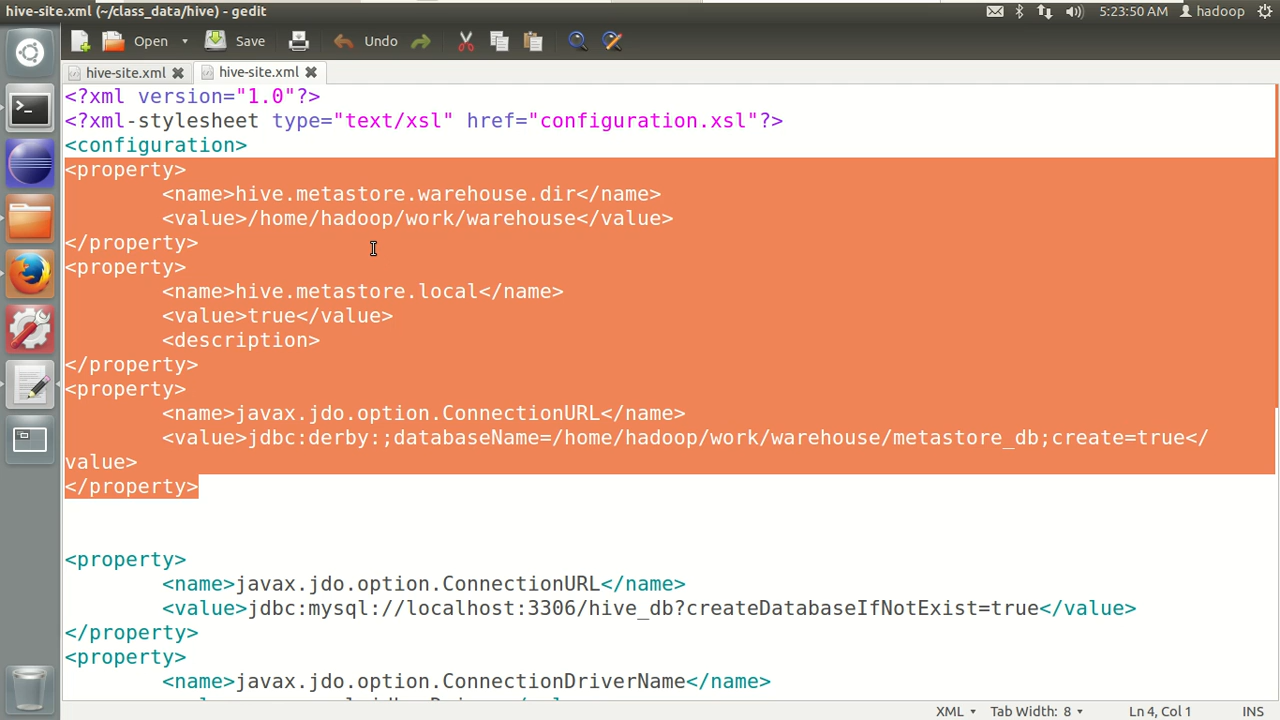 hive-site.xml (~/class_data/hive) - gedit
5:23:50 AM hadoop
Open Save Undo
hive-site.xml hive-site.xml
<?xml version="1.0"?>
<?xml-stylesheet type="text/xsl" href="configuration.xsl"?>
<configuration>
<property>
<name>hive.metastore.warehouse.dir</name>
<value>/home/hadoop/work/warehouse</value>
</property>
<property>
<name>hive.metastore.local</name>
<value>true</value>
<description>
</property>
<property>
<name>javax.jdo.option.ConnectionURL</name>
<value>jdbc:derby:;databaseName=/home/hadoop/work/warehouse/metastore_db;create=true</
value>
</property>
<property>
<name>javax.jdo.option.ConnectionURL</name>
<value>jdbc:mysql://localhost:3306/hive_db?createDatabaseIfNotExist=true</value>
</property>
<property>
<name>javax.jdo.option.ConnectionDriverName</name>
XML Tab Width: 8 Ln 4, Col 1 INS